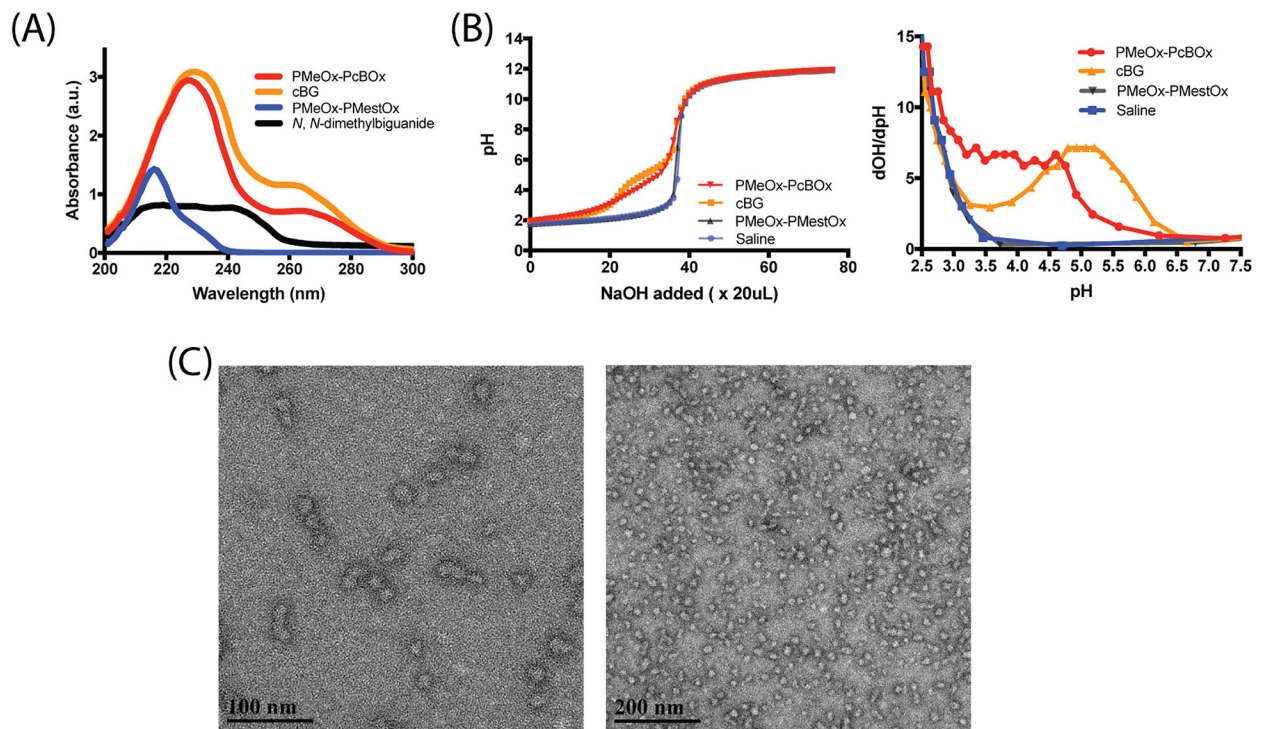 (A)
Absorbance (a.u.)
3
2
1
0
200 220 240 260 280 300
Wavelength (nm)
PMeOx-PcBOx
cBG
PMeOx-PMestOx
N, N-dimethylbiguanide
(B)
pH
14
12
10
8
6
4
2
0
0 20 40 60 80
NaOH added ( x 20uL)
PMeOx-PcBOx
cBG
PMeOx-PMestOx
Saline
dOH/dpH
15
10
5
0
2.5 3.0 3.5 4.0 4.5 5.0 5.5 6.0 6.5 7.0 7.5
pH
PMeOx-PcBOx
cBG
PMeOx-PMestOx
Saline
(C)
100 nm
200 nm